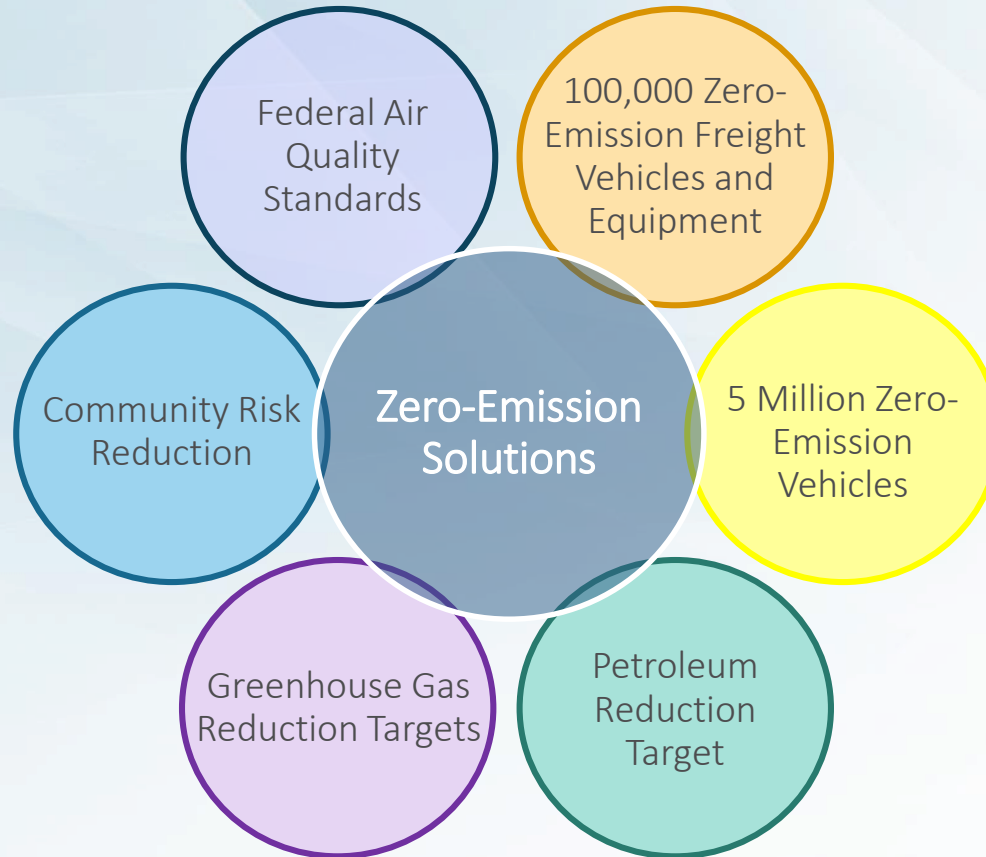 Federal Air
Quality
Standards
100,000 Zero-
Emission Freight
Vehicles and
Equipment
Community Risk
Reduction
Zero-Emission
Solutions
5 Million Zero-
Emission
Vehicles
Greenhouse Gas
Reduction Targets
Petroleum
Reduction
Target